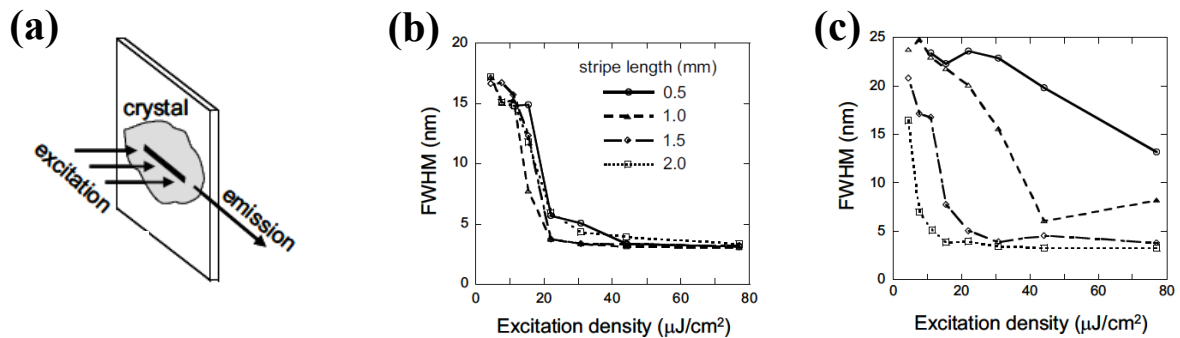 (a)
crystal
excitation
emission
(b)
20
15
10
5
0
FWHM (nm)
0 20 40 60 80
Excitation density (μJ/cm²)
stripe length (mm)
0.5
1.0
1.5
2.0
(c)
25
20
15
10
5
0
FWHM (nm)
0 20 40 60 80
Excitation density (μJ/cm²)